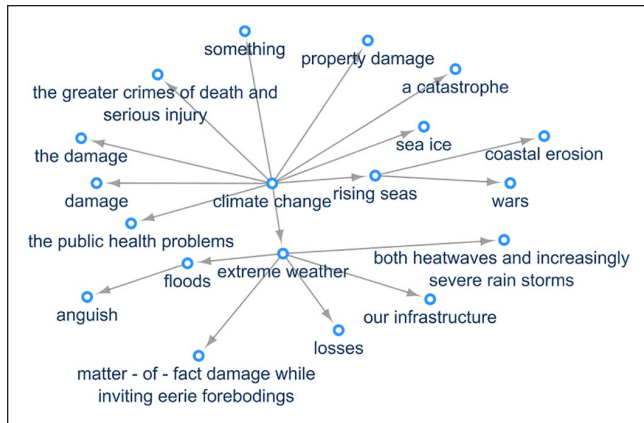 something
property damage
a catastrophe
the greater crimes of death and
serious injury
sea ice
coastal erosion
the damage
damage
climate change
rising seas
wars
the public health problems
floods
extreme weather
both heatwaves and increasingly
severe rain storms
anguish
our infrastructure
losses
matter - of - fact damage while
inviting eerie forebodings